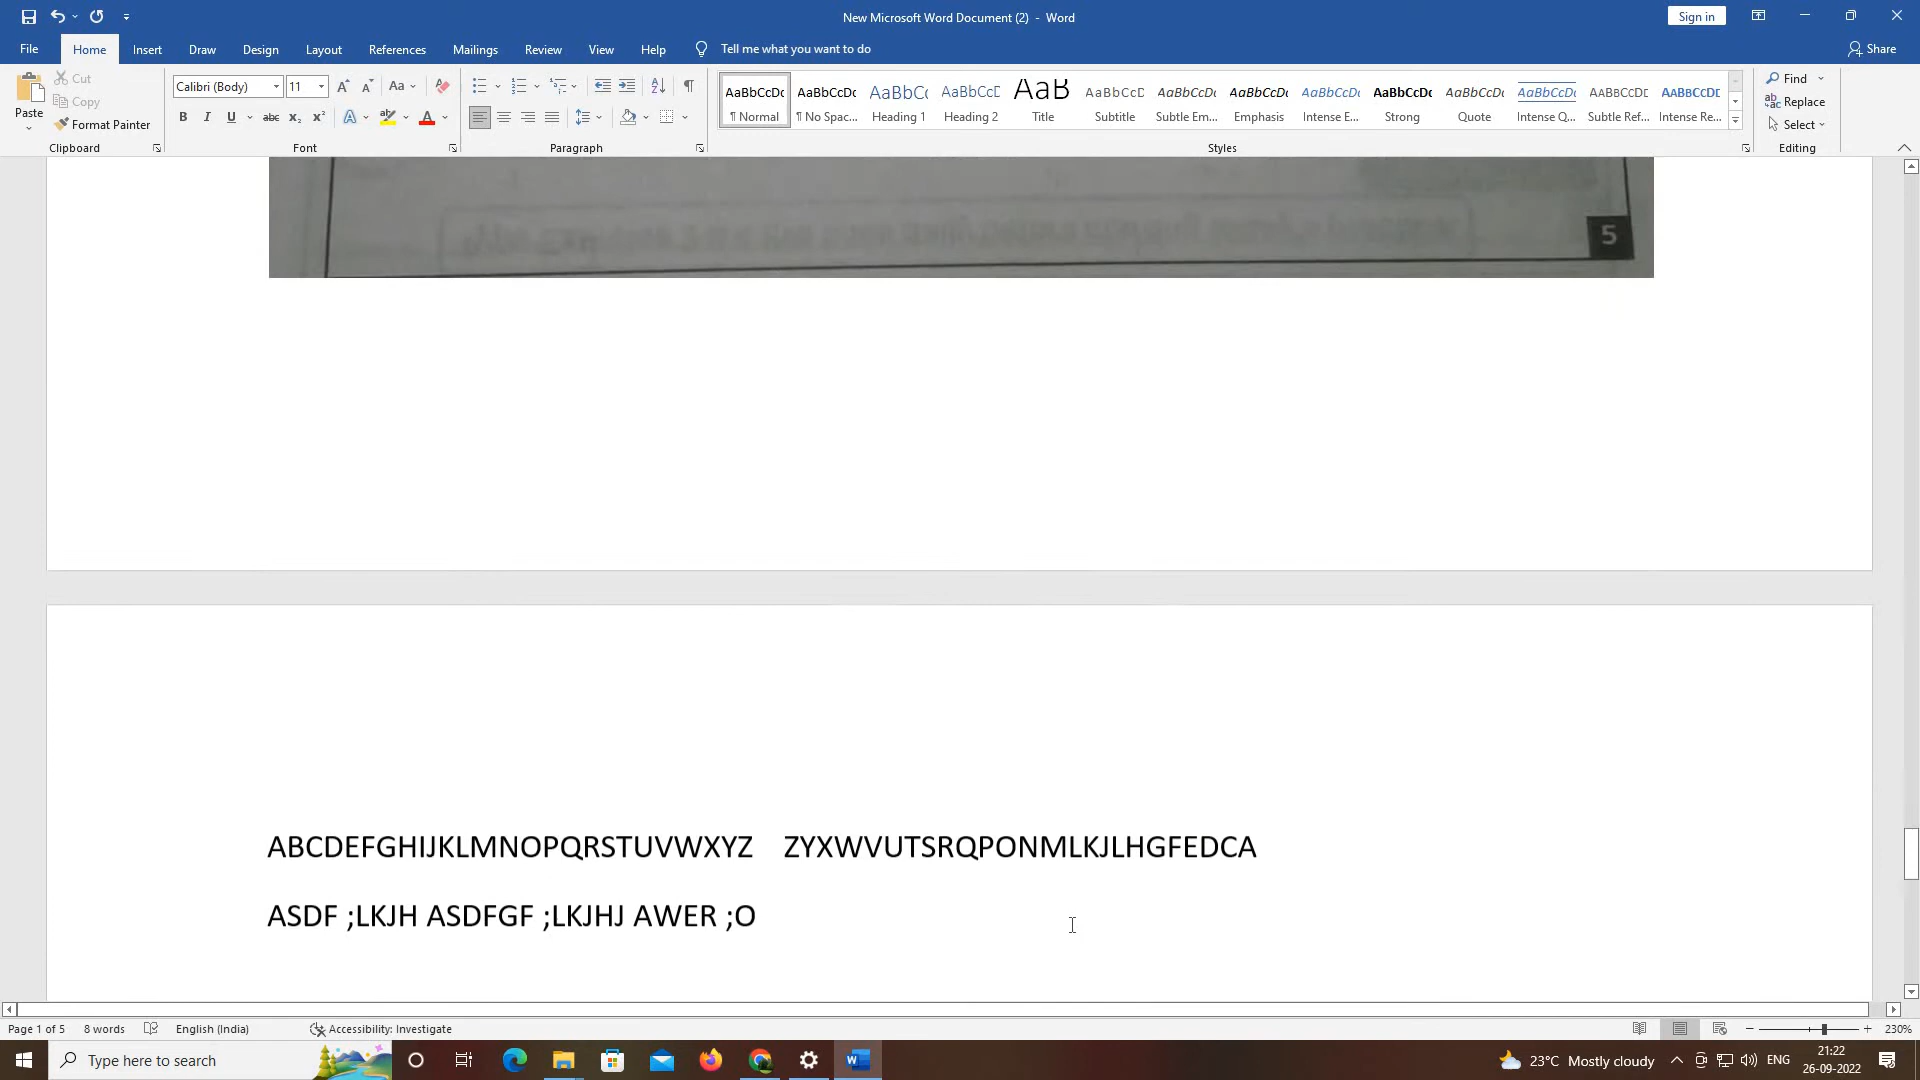 New Microsoft Word Document (2) - Word
Sign in
File Home Insert Draw Design Layout References Mailings Review View Help Tell me what you want to do Share
Paste
Cut
Copy
Format Painter
Clipboard
Calibri (Body) 11
Font
Paragraph
AaBbCcDc AaBbCcDc AaBbCc AaBbCcD AaB AaBbCcD AaBbCcDc AaBbCcDc AaBbCcDc AaBbCcDc AaBbCcDc AaBbCcDc AABBCCDD AABBCCDD
¶ Normal ¶ No Spac... Heading 1 Heading 2 Title Subtitle Subtle Em... Emphasis Intense E... Strong Quote Intense Q... Subtle Ref... Intense Re...
Styles
Find
Replace
Select
Editing
5
ABCDEFGHIJKLMNOPQRSTUVWXYZ ZYXWVUTSRQPONMLKJLHGFEDCA
ASDF ;LKJH ASDFGF ;LKJHJ AWER ;O
Page 1 of 5 8 words English (India) Accessibility: Investigate 230%
Type here to search
23°C Mostly cloudy ENG
21:22
26-09-2022